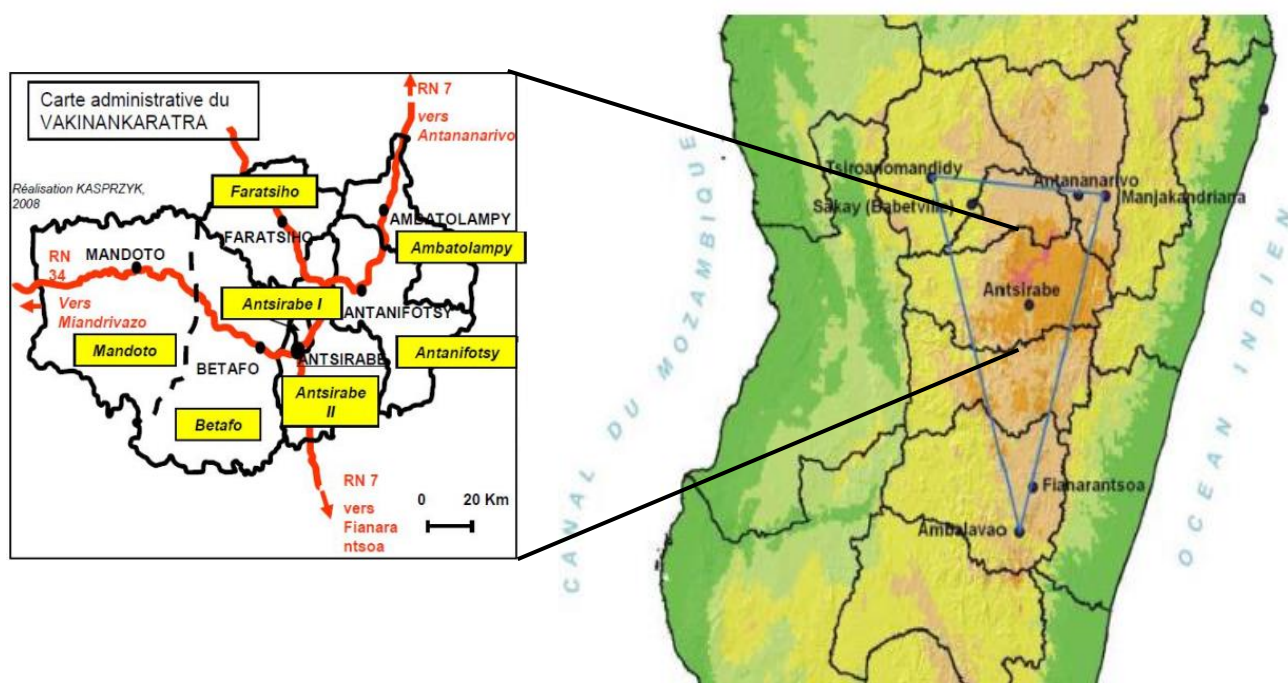 Carte administrative du
VAKINANKARATRA
RN 7
vers
Antananarivo
Réalisation KASPRZYK,
2008
Faratsiho
FARATSIHO
AMBATOLAMPY
Ambatolampy
MANDOTO
RN
34
Vers
Miandrivazo
Mandoto
Antsirabe I
ANTANIFOTSY
Antanifotsy
BETAFO
ANTSIRABE
Antsirabe
II
Betafo
RN 7
vers
Fianara
ntsoa
0 20 Km
CANAL DU MOZAMBIQUE
Tsiroanomandidy
Sakay (Babetville)
Antananarivo
Manjakandriana
Antsirabe
Fianarantsoa
Ambalavao
OCEAN INDIEN